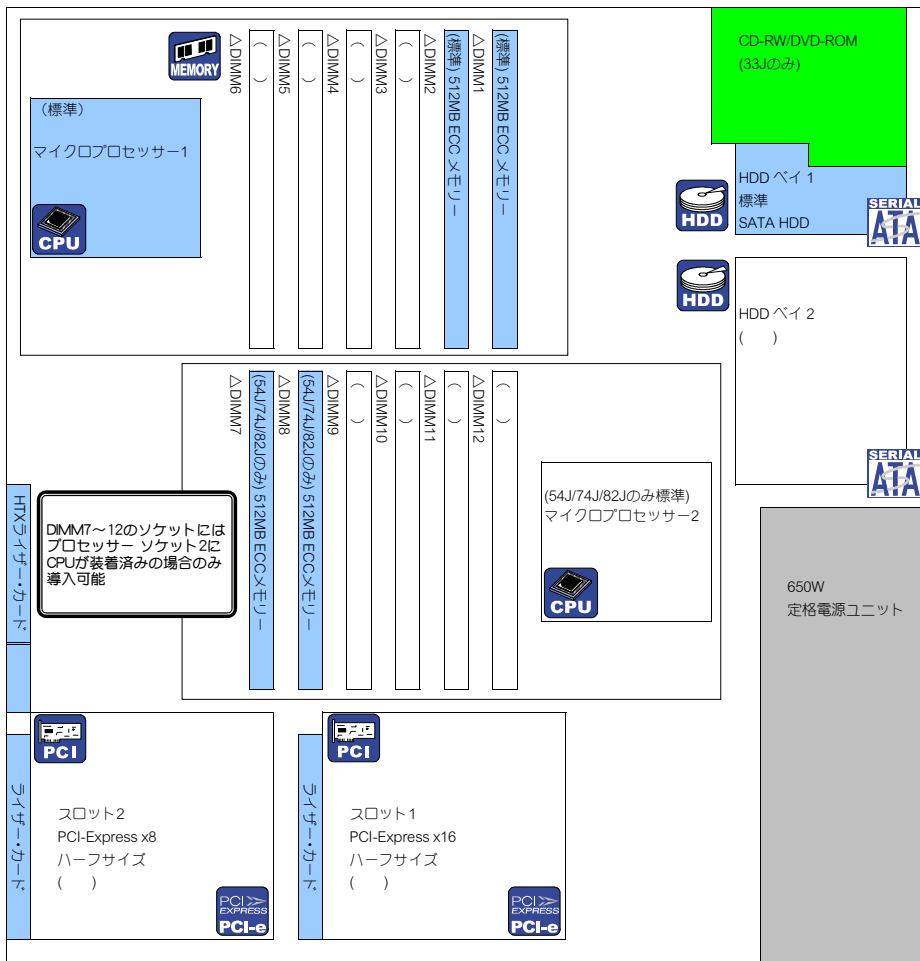 MEMORY
(標準)
マイクロプロセッサー1
CPU
△DIMM6
( )
△DIMM5
( )
△DIMM4
( )
△DIMM3
( )
△DIMM2
(標準) 512MB ECC メモリー
△DIMM1
(標準) 512MB ECC メモリー
CD-RW/DVD-ROM
(33Jのみ)
HDD
HDD ベイ 1
標準
SATA HDD
SERIAL
ATA
HDD
HDD ベイ 2
( )
SERIAL
ATA
△DIMM7
(54J/74J/82Jのみ) 512MB ECCメモリー
△DIMM8
(54J/74J/82Jのみ) 512MB ECCメモリー
△DIMM9
( )
△DIMM10
( )
△DIMM11
( )
△DIMM12
( )
(54J/74J/82Jのみ標準)
マイクロプロセッサー2
CPU
HTXライザー・カード
DIMM7～12のソケットには
プロセッサー ソケット2に
CPUが装着済みの場合のみ
導入可能
650W
定格電源ユニット
ライザー・カード
PCI
スロット2
PCI-Express x8
ハーフサイズ
( )
PCI
EXPRESS
PCI-e
ライザー・カード
PCI
スロット1
PCI-Express x16
ハーフサイズ
( )
PCI
EXPRESS
PCI-e